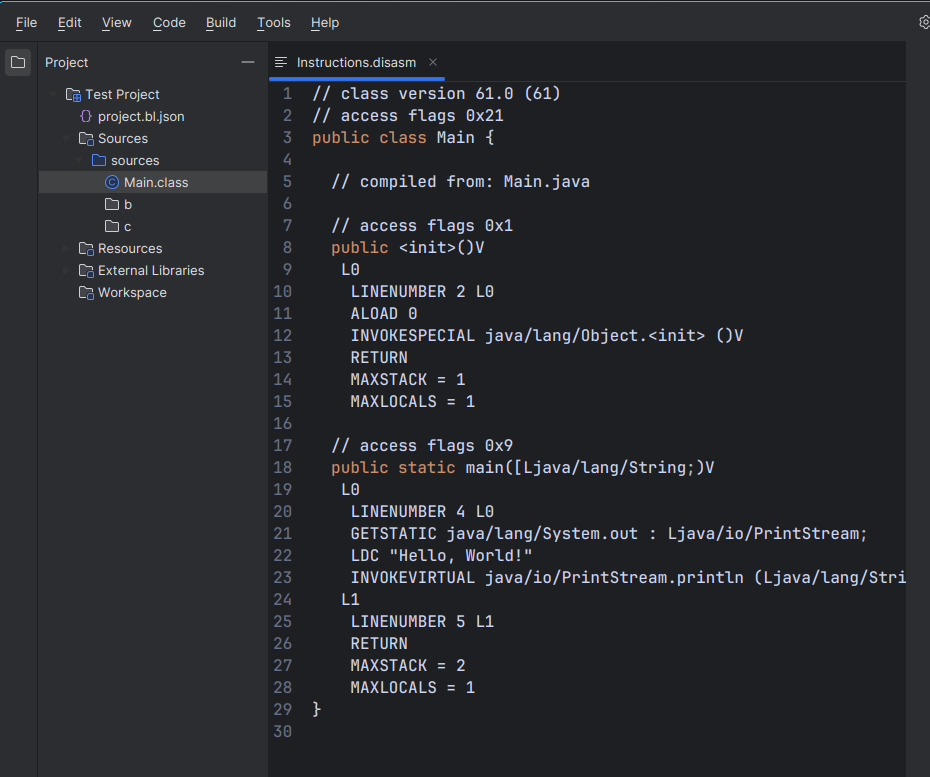 File Edit View Code Build Tools Help
Project
Test Project
project.bl.json
Sources
sources
Main.class
b
c
Resources
External Libraries
Workspace
Instructions.disasm
1 // class version 61.0 (61)
2 // access flags 0x21
3 public class Main {
4
5 // compiled from: Main.java
6
7 // access flags 0x1
8 public <init>()V
9 L0
10 LINENUMBER 2 L0
11 ALOAD 0
12 INVOKESPECIAL java/lang/Object.<init> ()V
13 RETURN
14 MAXSTACK = 1
15 MAXLOCALS = 1
16
17 // access flags 0x9
18 public static main([Ljava/lang/String;)V
19 L0
20 LINENUMBER 4 L0
21 GETSTATIC java/lang/System.out : Ljava/io/PrintStream;
22 LDC "Hello, World!"
23 INVOKEVIRTUAL java/io/PrintStream.println (Ljava/lang/Stri
24 L1
25 LINENUMBER 5 L1
26 RETURN
27 MAXSTACK = 2
28 MAXLOCALS = 1
29 }
30